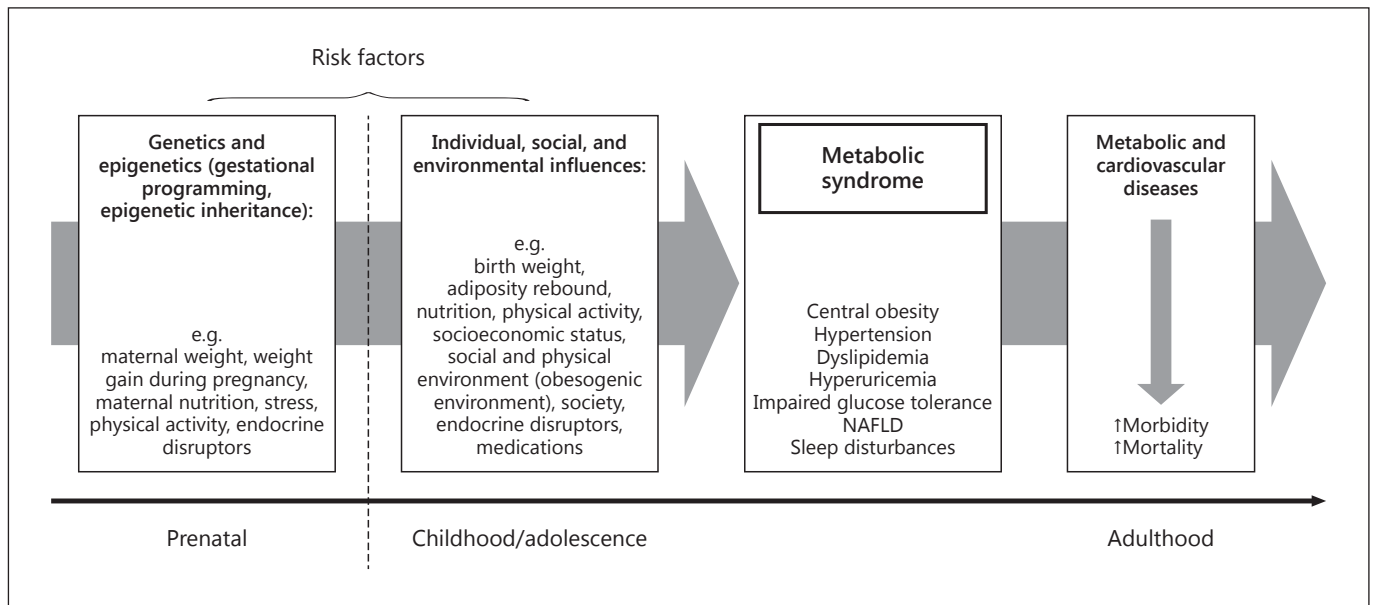 Risk factors
Genetics and
epigenetics (gestational
programming,
epigenetic inheritance):
e.g.
maternal weight, weight
gain during pregnancy,
maternal nutrition, stress,
physical activity, endocrine
disruptors
Individual, social, and
environmental influences:
e.g.
birth weight,
adiposity rebound,
nutrition, physical activity,
socioeconomic status,
social and physical
environment (obesogenic
environment), society,
endocrine disruptors,
medications
Metabolic
syndrome
Central obesity
Hypertension
Dyslipidemia
Hyperuricemia
Impaired glucose tolerance
NAFLD
Sleep disturbances
Metabolic and
cardiovascular
diseases
↑Morbidity
↑Mortality
Prenatal
Childhood/adolescence
Adulthood